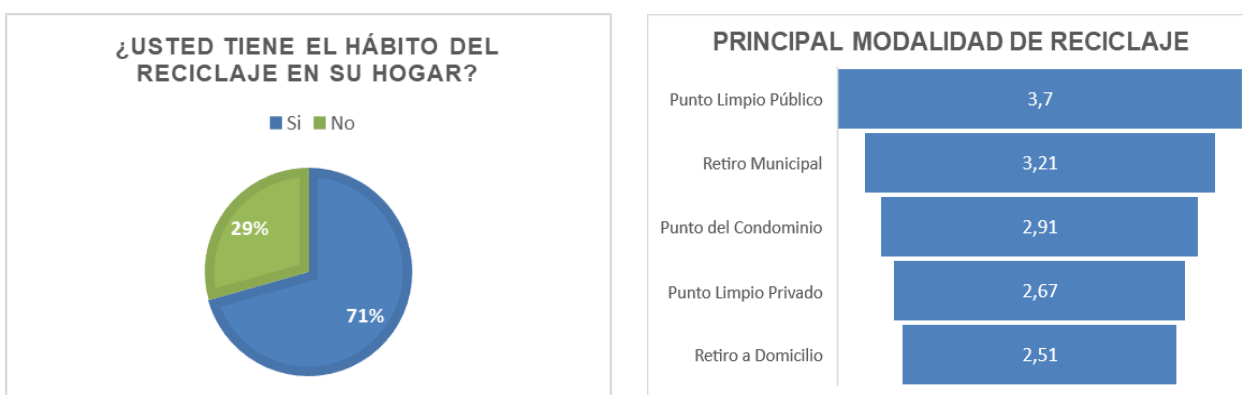 ¿USTED TIENE EL HÁBITO DEL
RECICLAJE EN SU HOGAR?
Si No
29%
71%
PRINCIPAL MODALIDAD DE RECICLAJE
Punto Limpio Público 3,7
Retiro Municipal 3,21
Punto del Condominio 2,91
Punto Limpio Privado 2,67
Retiro a Domicilio 2,51